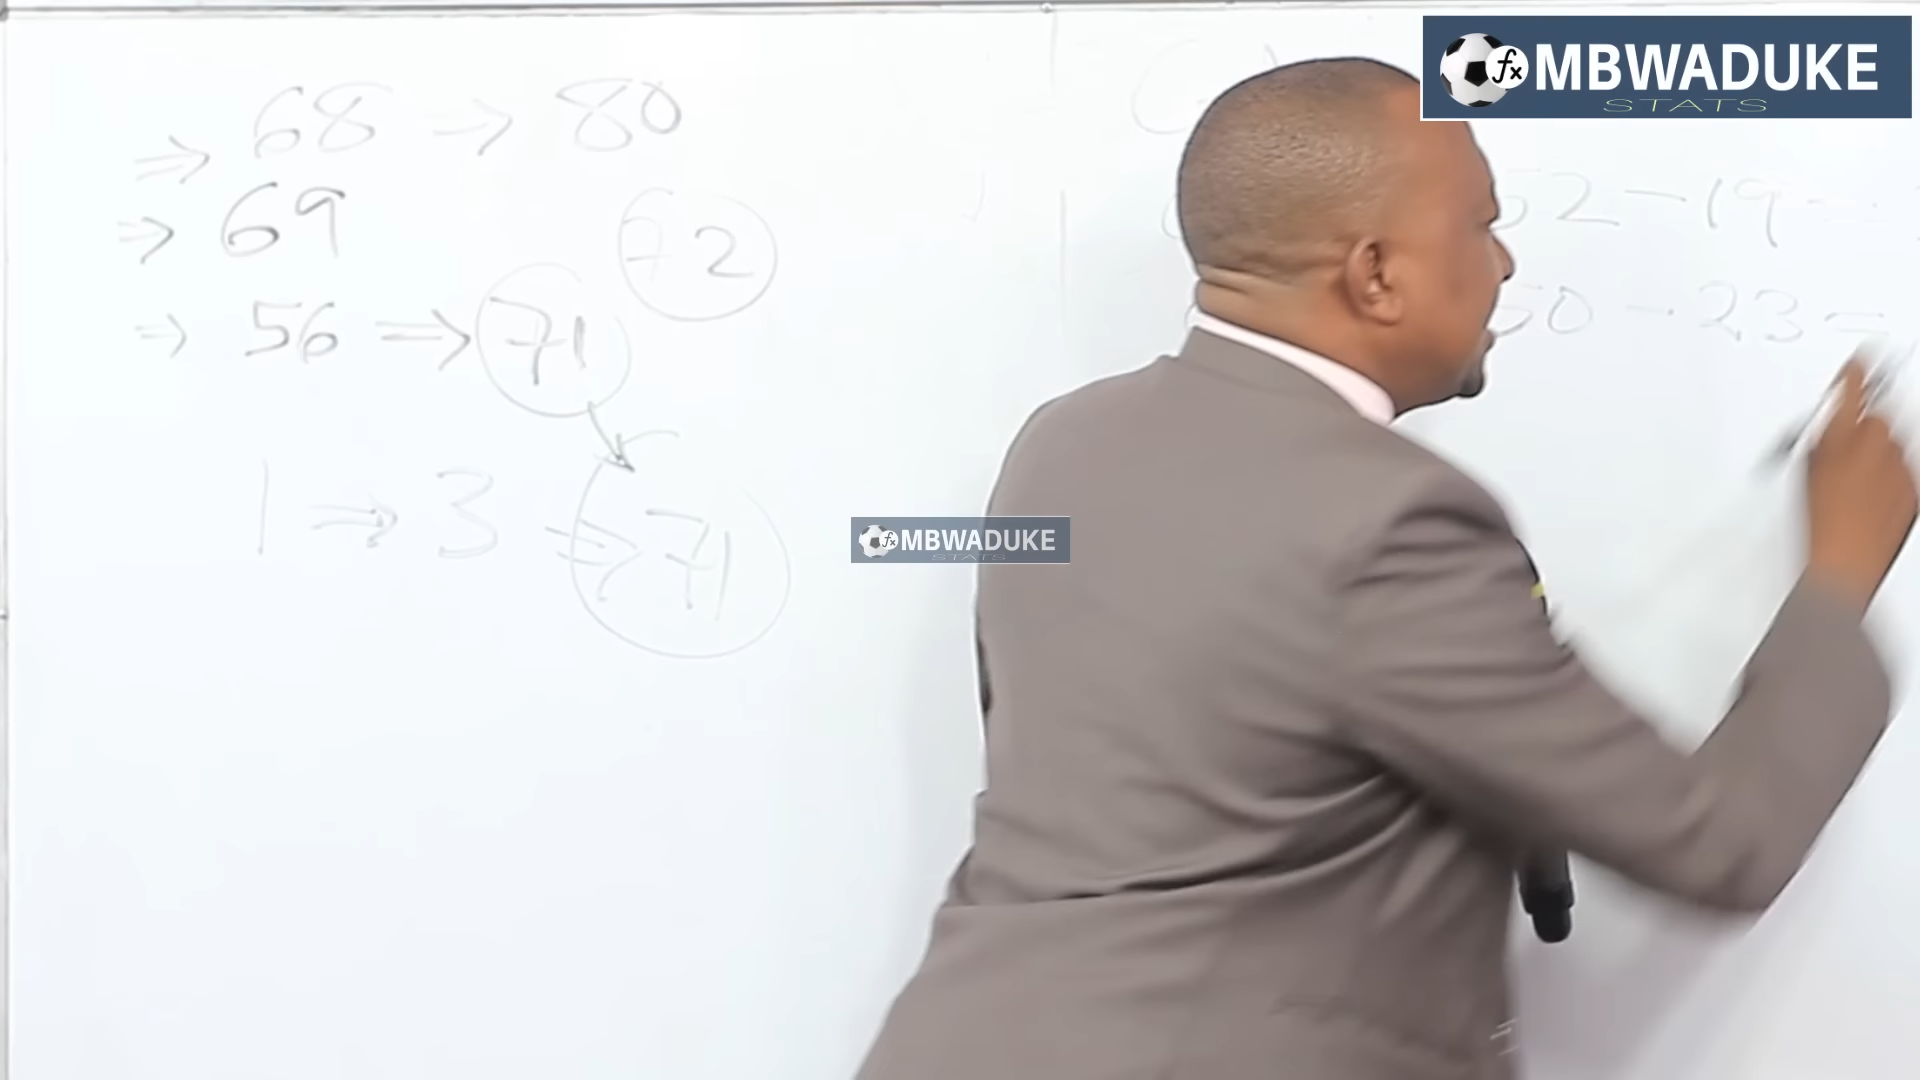 MBWADUKE
STATS
⇒ 68 → 80
⇒ 69
72
⇒ 56 ⇒ 71
1 ⇒ 3 ⇒ 71
52 - 19 =
50 - 23 =
MBWADUKE
STATS